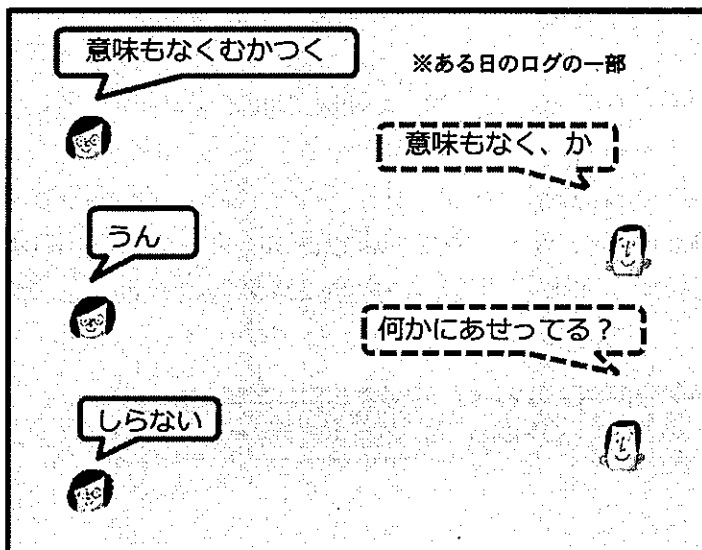 意味もなくむかつく
※ある日のログの一部
意味もなく、か
うん
何かにあせってる？
しらない